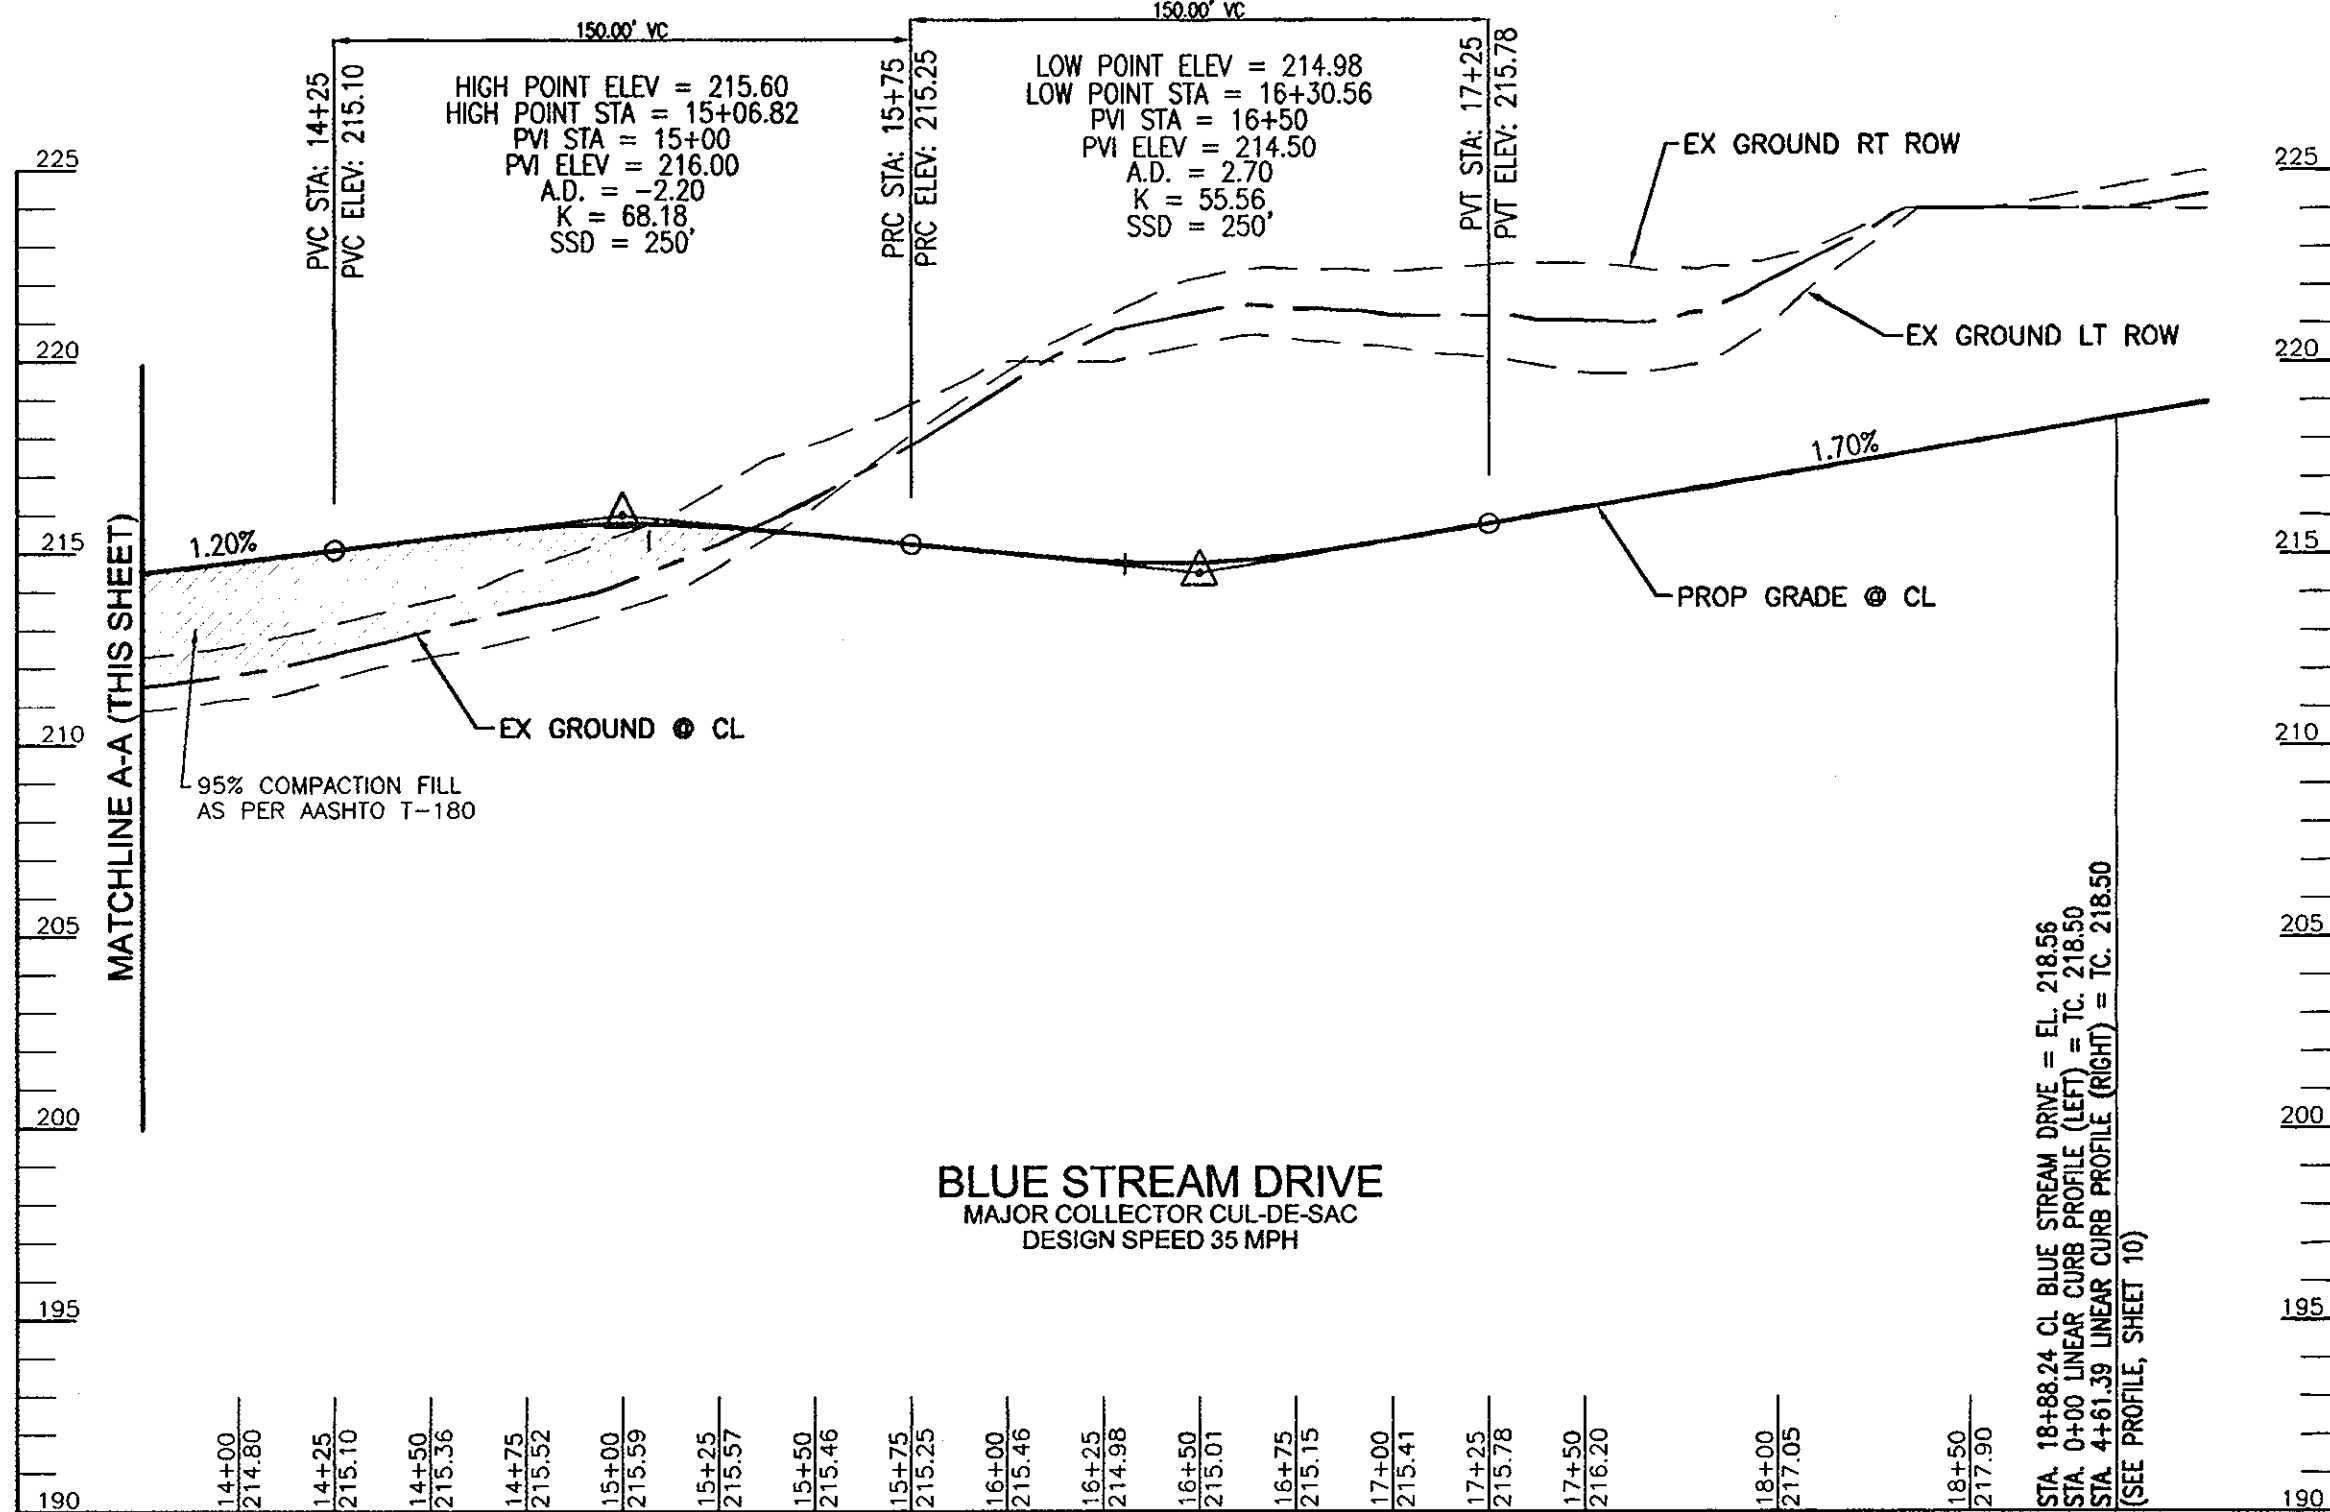 150.00' VC
150.00' VC
PVC STA: 14+25
PVC ELEV: 215.10
HIGH POINT ELEV = 215.60
HIGH POINT STA = 15+06.82
PVI STA = 15+00
PVI ELEV = 216.00
A.D. = -2.20
K = 68.18
SSD = 250'
PRC STA: 15+75
PRC ELEV: 215.25
LOW POINT ELEV = 214.98
LOW POINT STA = 16+30.56
PVI STA = 16+50
PVI ELEV = 214.50
A.D. = 2.70
K = 55.56
SSD = 250'
PVT STA: 17+25
PVT ELEV: 215.78
EX GROUND RT ROW
EX GROUND LT ROW
225
220
215
210
205
200
195
190
225
220
215
210
205
200
195
190
MATCHLINE A-A (THIS SHEET)
1.20%
1.70%
PROP GRADE @ CL
EX GROUND @ CL
95% COMPACTION FILL
AS PER AASHTO T-180
BLUE STREAM DRIVE
MAJOR COLLECTOR CUL-DE-SAC
DESIGN SPEED 35 MPH
14+00
214.80
14+25
215.10
14+50
215.36
14+75
215.52
15+00
215.59
15+25
215.57
15+50
215.46
15+75
215.25
16+00
215.46
16+25
214.98
16+50
215.01
16+75
215.15
17+00
215.41
17+25
215.78
17+50
216.20
18+00
217.05
18+50
217.90
STA. 18+88.24 CL BLUE STREAM DRIVE = EL. 218.56
STA. 0+00 LINEAR CURB PROFILE (LEFT) = TC. 218.50
STA. 4+61.39 LINEAR CURB PROFILE (RIGHT) = TC. 218.50
(SEE PROFILE, SHEET 10)